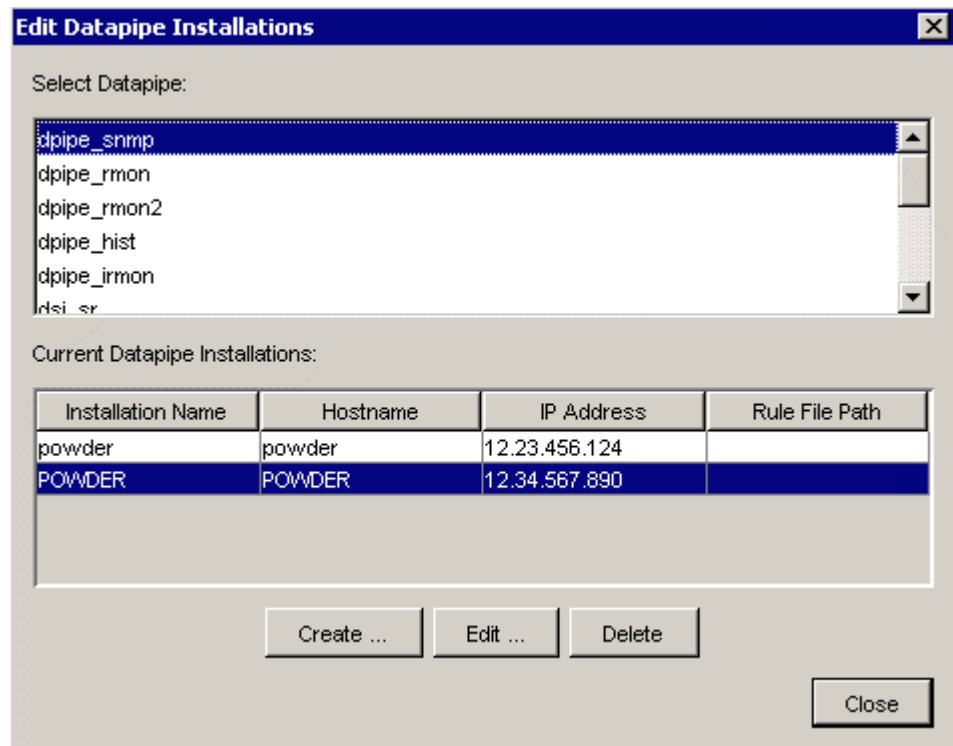 Edit Datapipe Installations
Select Datapipe:
dpipe_snmp
dpipe_rmon
dpipe_rmon2
dpipe_hist
dpipe_irmon
dsi_sr
Current Datapipe Installations:
Installation Name Hostname IP Address Rule File Path
powder powder 12.23.456.124
POWDER POWDER 12.34.567.890
Create ... Edit ... Delete
Close